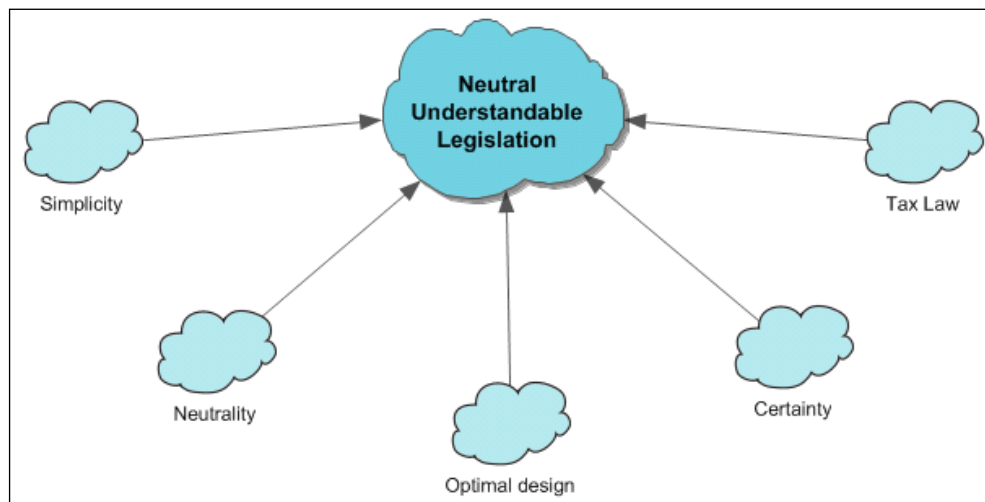 Neutral
Understandable
Legislation
Simplicity
Tax Law
Neutrality
Certainty
Optimal design